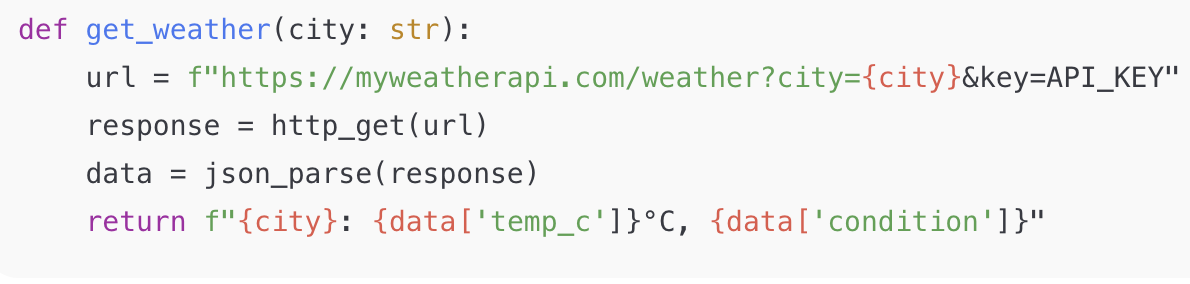 def get_weather(city: str):
    url = f"https://myweatherapi.com/weather?city={city}&key=API_KEY"
    response = http_get(url)
    data = json_parse(response)
    return f"{city}: {data['temp_c']}°C, {data['condition']}"